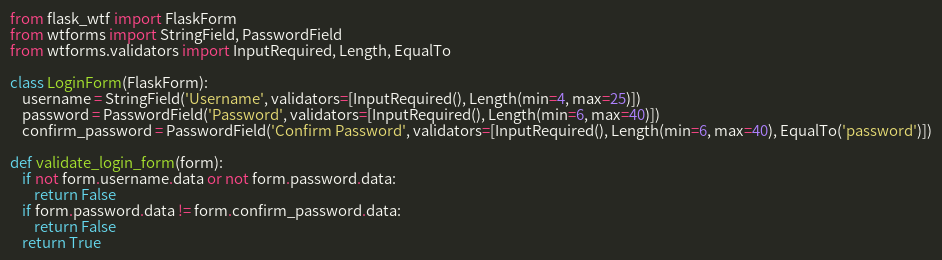 from flask_wtf import FlaskForm
from wtforms import StringField, PasswordField
from wtforms.validators import InputRequired, Length, EqualTo

class LoginForm(FlaskForm):
    username = StringField('Username', validators=[InputRequired(), Length(min=4, max=25)])
    password = PasswordField('Password', validators=[InputRequired(), Length(min=6, max=40)])
    confirm_password = PasswordField('Confirm Password', validators=[InputRequired(), Length(min=6, max=40), EqualTo('password')])

def validate_login_form(form):
    if not form.username.data or not form.password.data:
        return False
    if form.password.data != form.confirm_password.data:
        return False
    return True